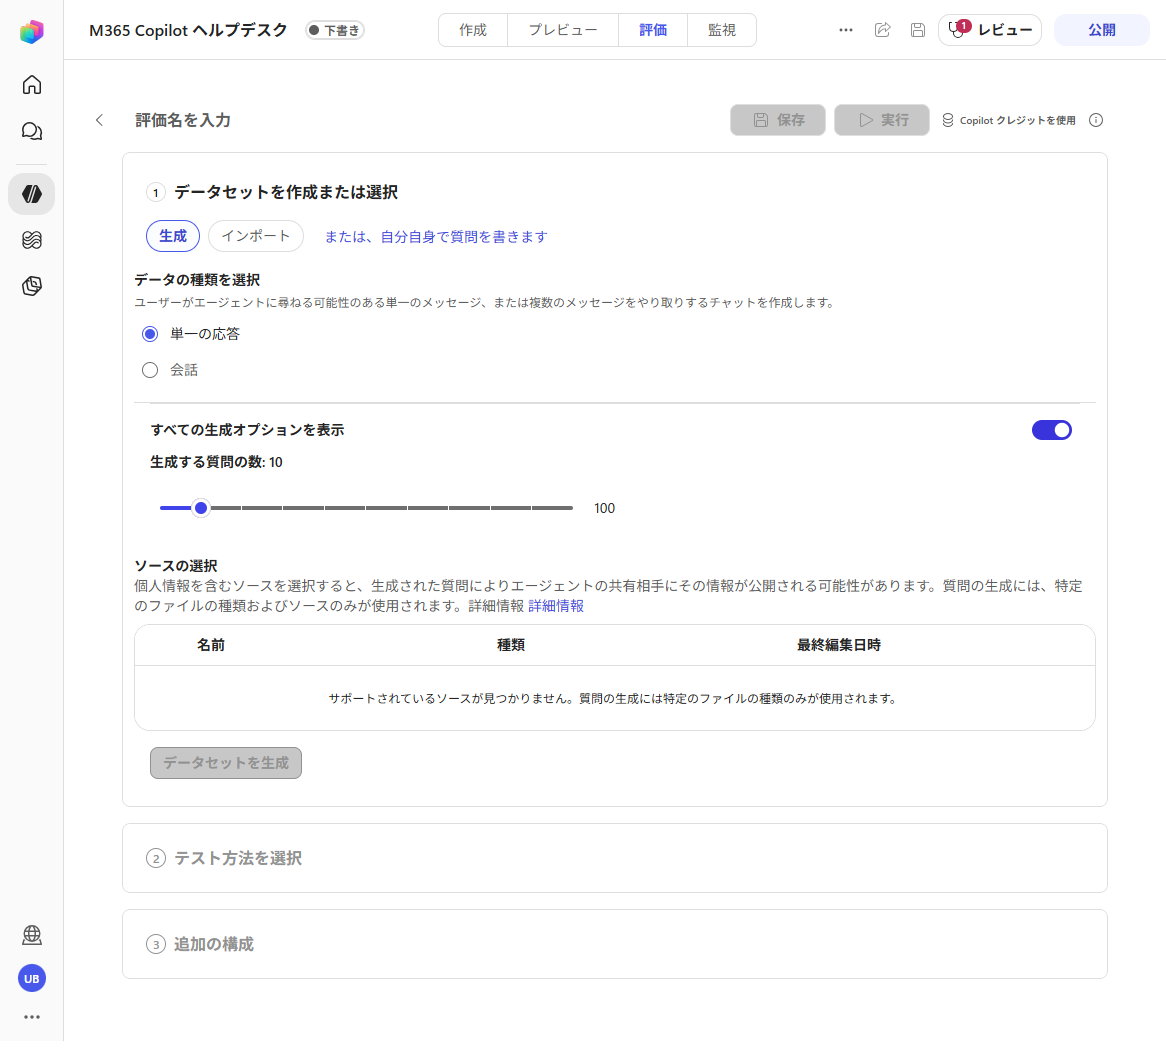 M365 Copilot ヘルプデスク
下書き
作成
プレビュー
評価
監視
1
レビュー
公開
評価名を入力
保存
実行
Copilot クレジットを使用
1 データセットを作成または選択
生成
インポート
または、自分自身で質問を書きます
データの種類を選択
ユーザーがエージェントに尋ねる可能性のある単一のメッセージ、または複数のメッセージをやり取りするチャットを作成します。
単一の応答
会話
すべての生成オプションを表示
生成する質問の数: 10
100
ソースの選択
個人情報を含むソースを選択すると、生成された質問によりエージェントの共有相手にその情報が公開される可能性があります。質問の生成には、特定
のファイルの種類およびソースのみが使用されます。詳細情報 詳細情報
名前
種類
最終編集日時
サポートされているソースが見つかりません。質問の生成には特定のファイルの種類のみが使用されます。
データセットを生成
2 テスト方法を選択
3 追加の構成
UB